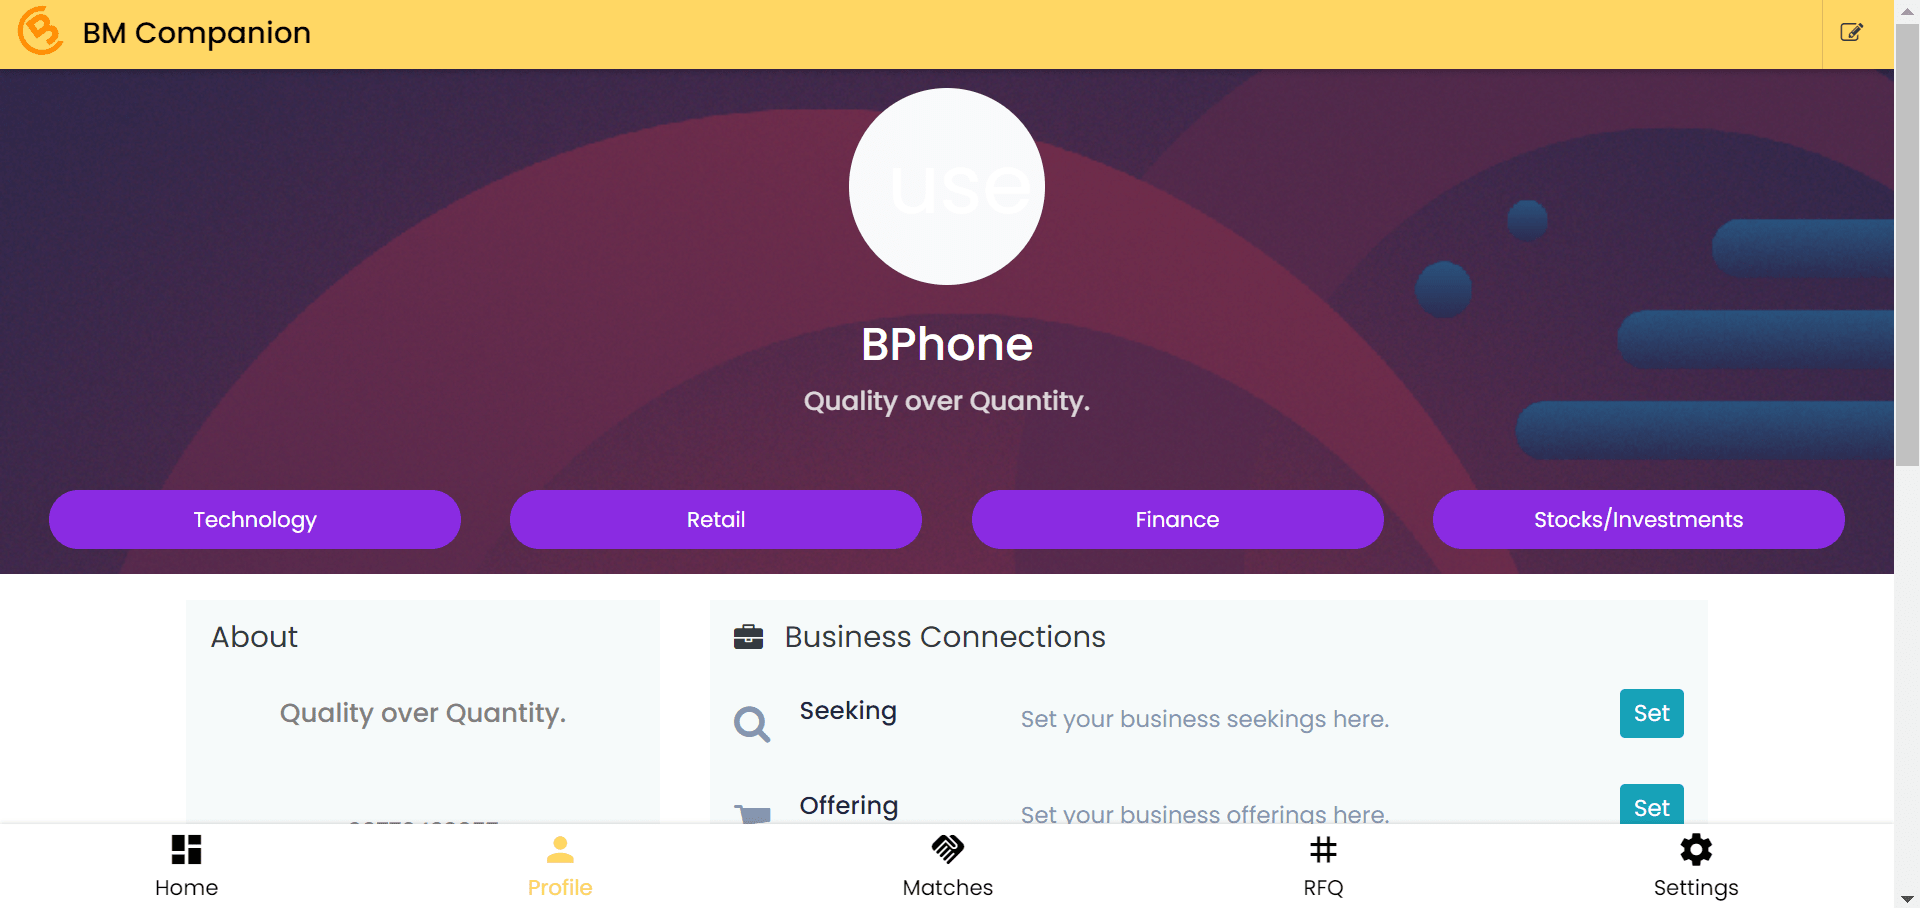 BM Companion
use
BPhone
Quality over Quantity.
Technology
Retail
Finance
Stocks/Investments
About
Quality over Quantity.
Business Connections
Seeking
Set your business seekings here.
Set
Offering
Set your business offerings here.
Set
Home
Profile
Matches
RFQ
Settings